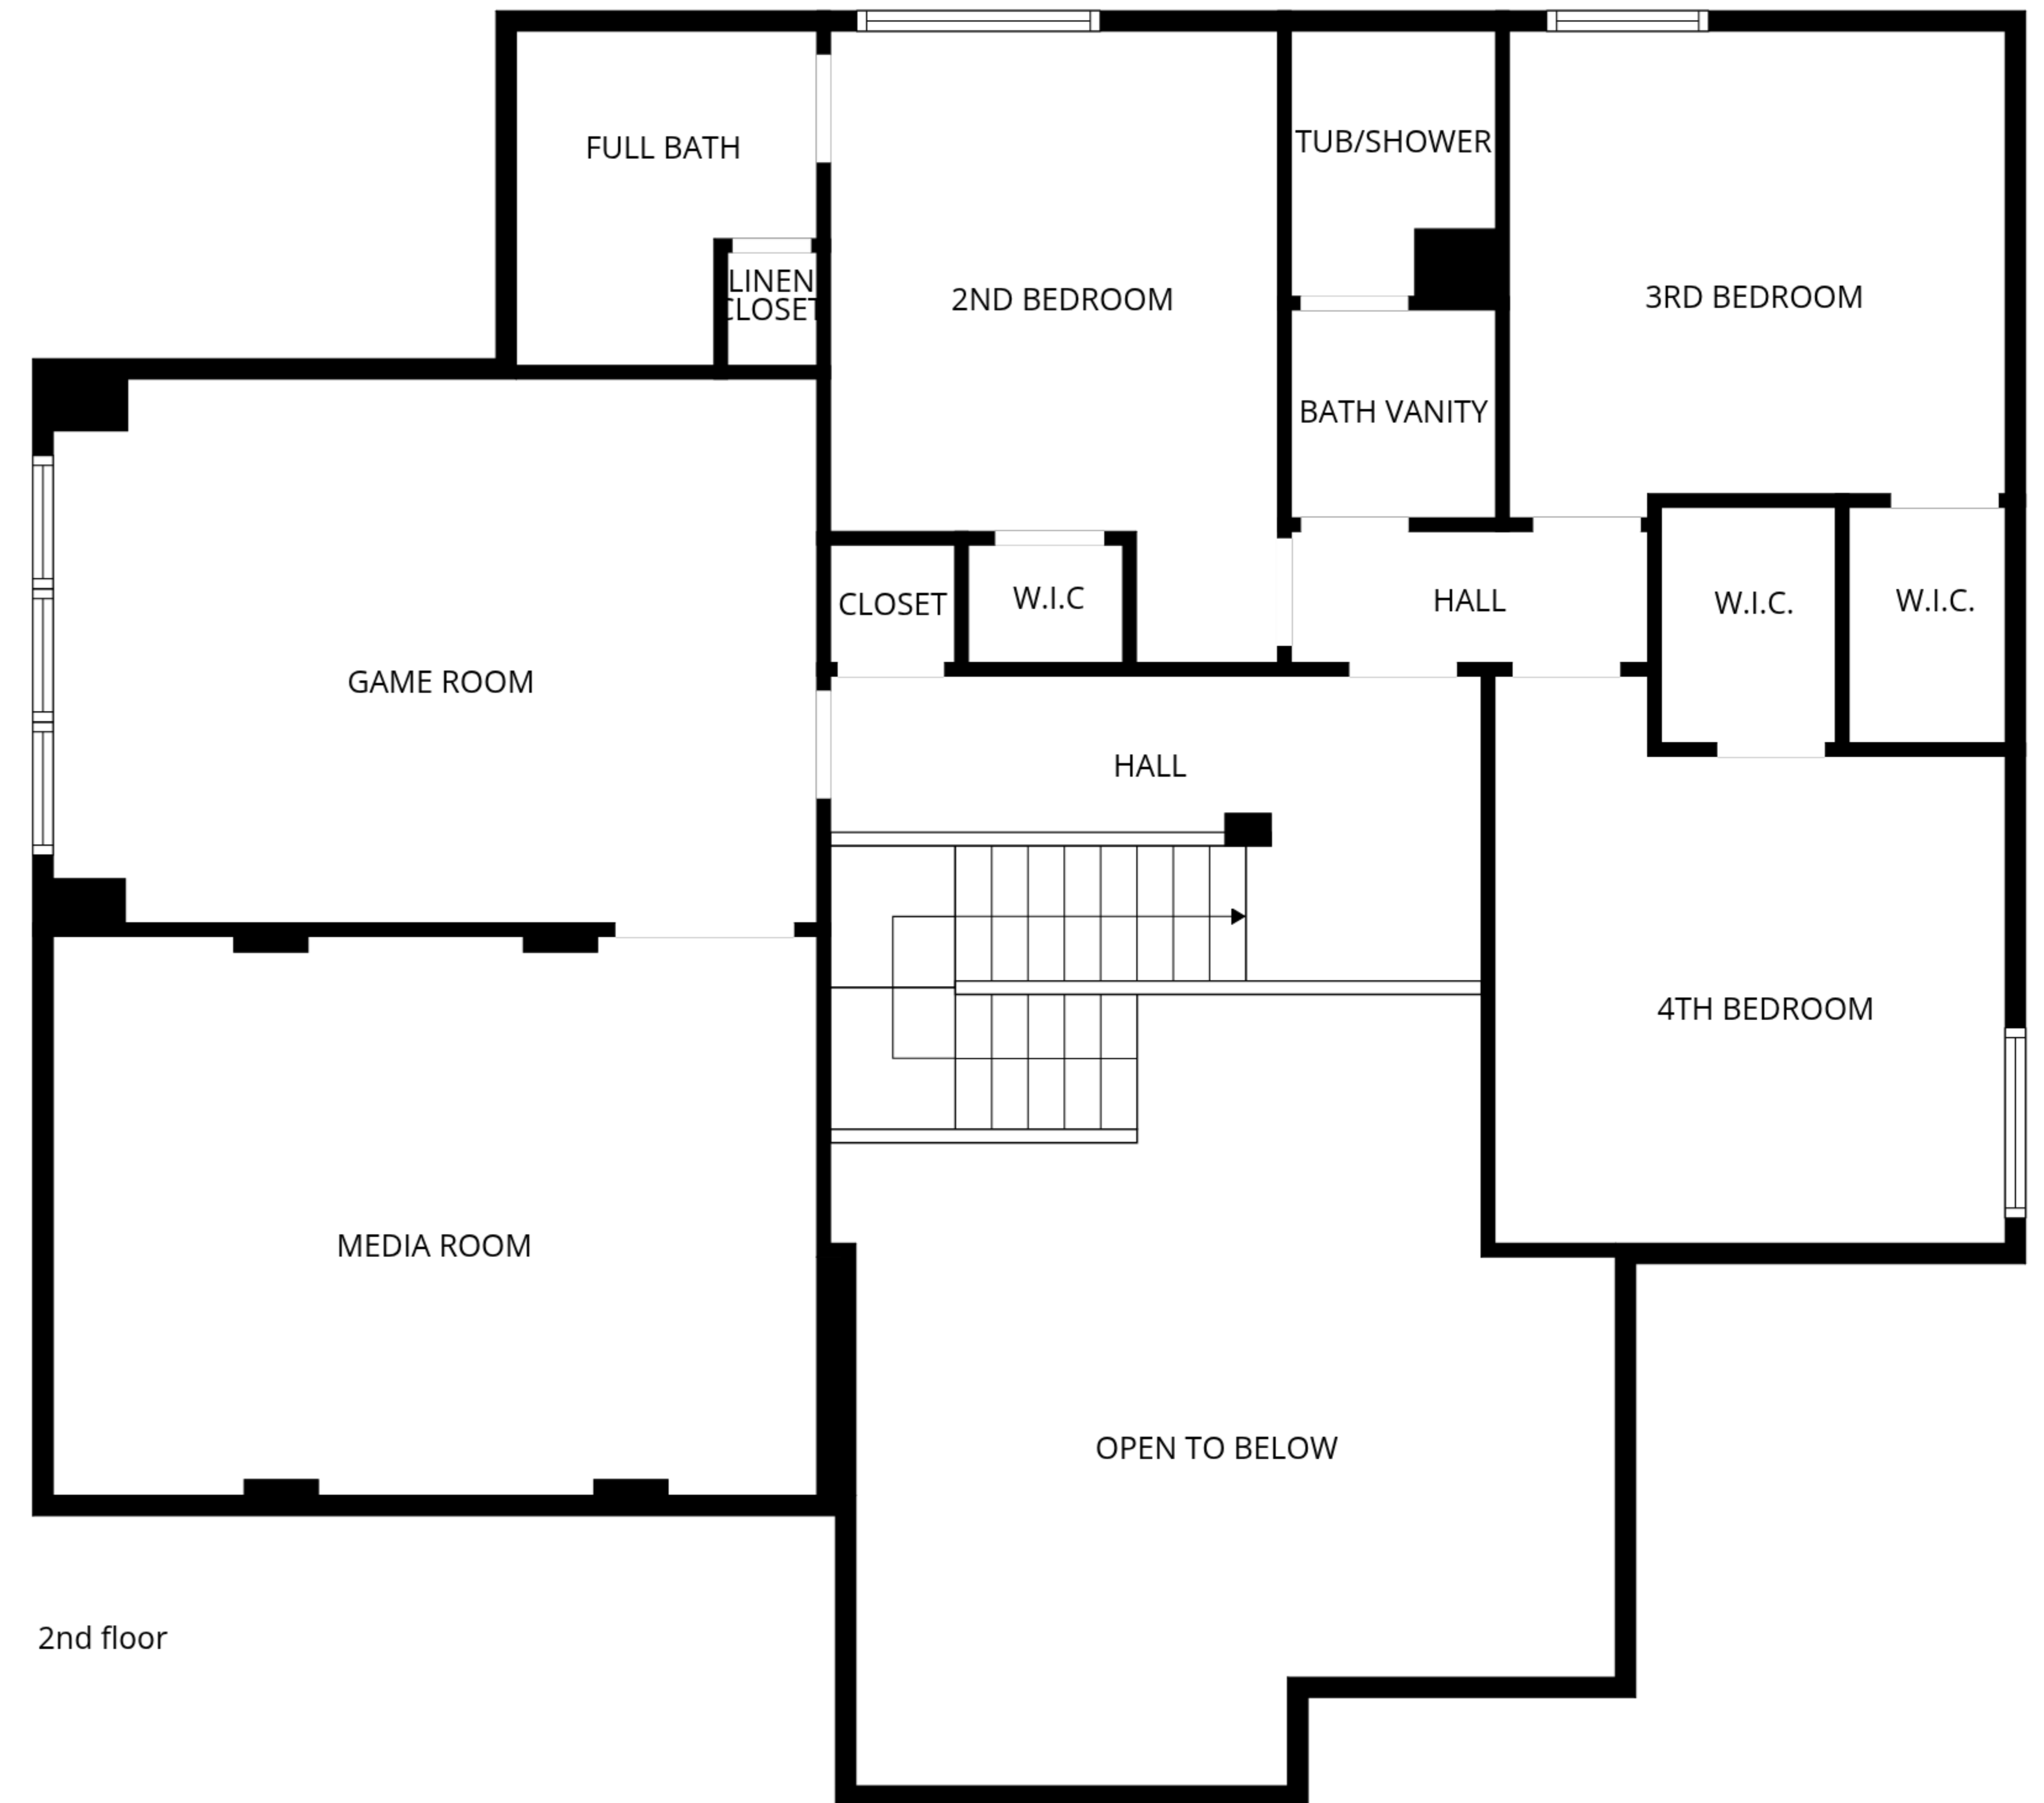 FULL BATH
TUB/SHOWER
LINEN
CLOSET
2ND BEDROOM
3RD BEDROOM
BATH VANITY
CLOSET
W.I.C
HALL
W.I.C.
W.I.C.
GAME ROOM
HALL
4TH BEDROOM
MEDIA ROOM
OPEN TO BELOW
2nd floor